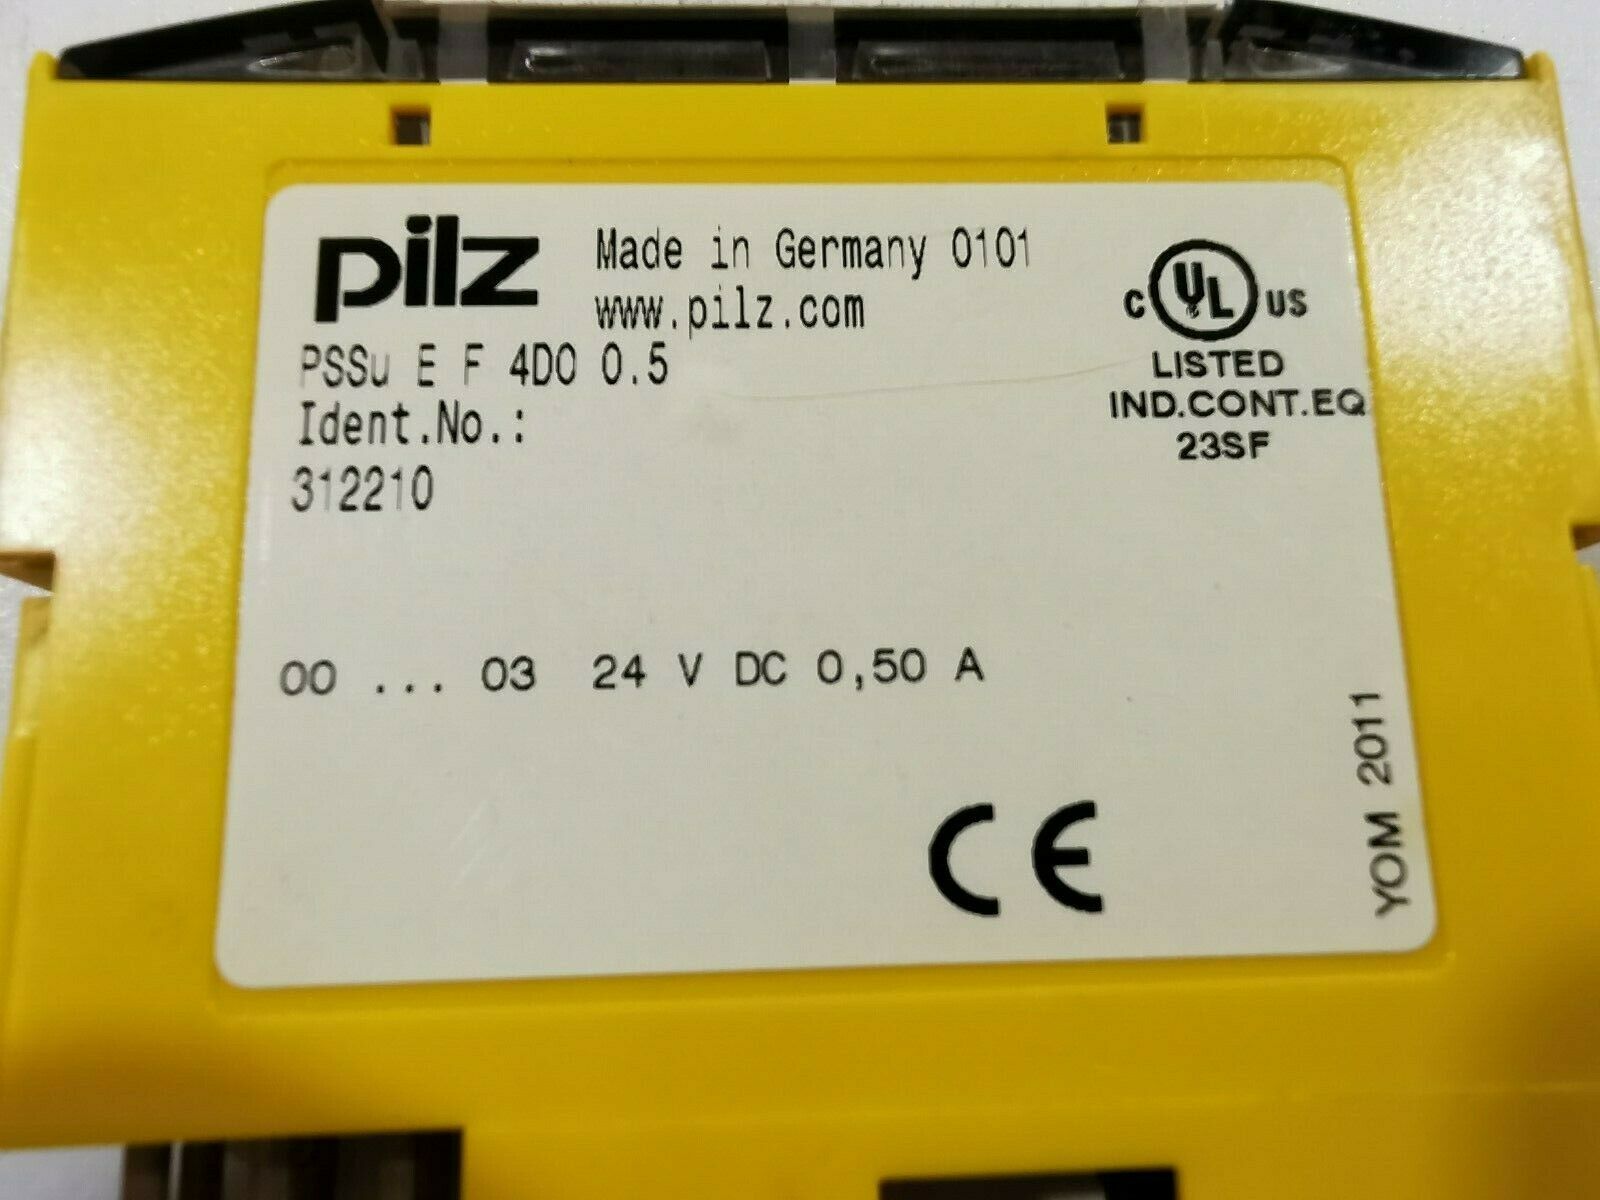 pilz
Made in Germany 0101
www.pilz.com
PSSu E F 4DO 0.5
Ident.No.:
312210
C UL US
LISTED
IND.CONT.EQ
23SF
00 ... 03 24 V DC 0,50 A
CE
YOM 2011